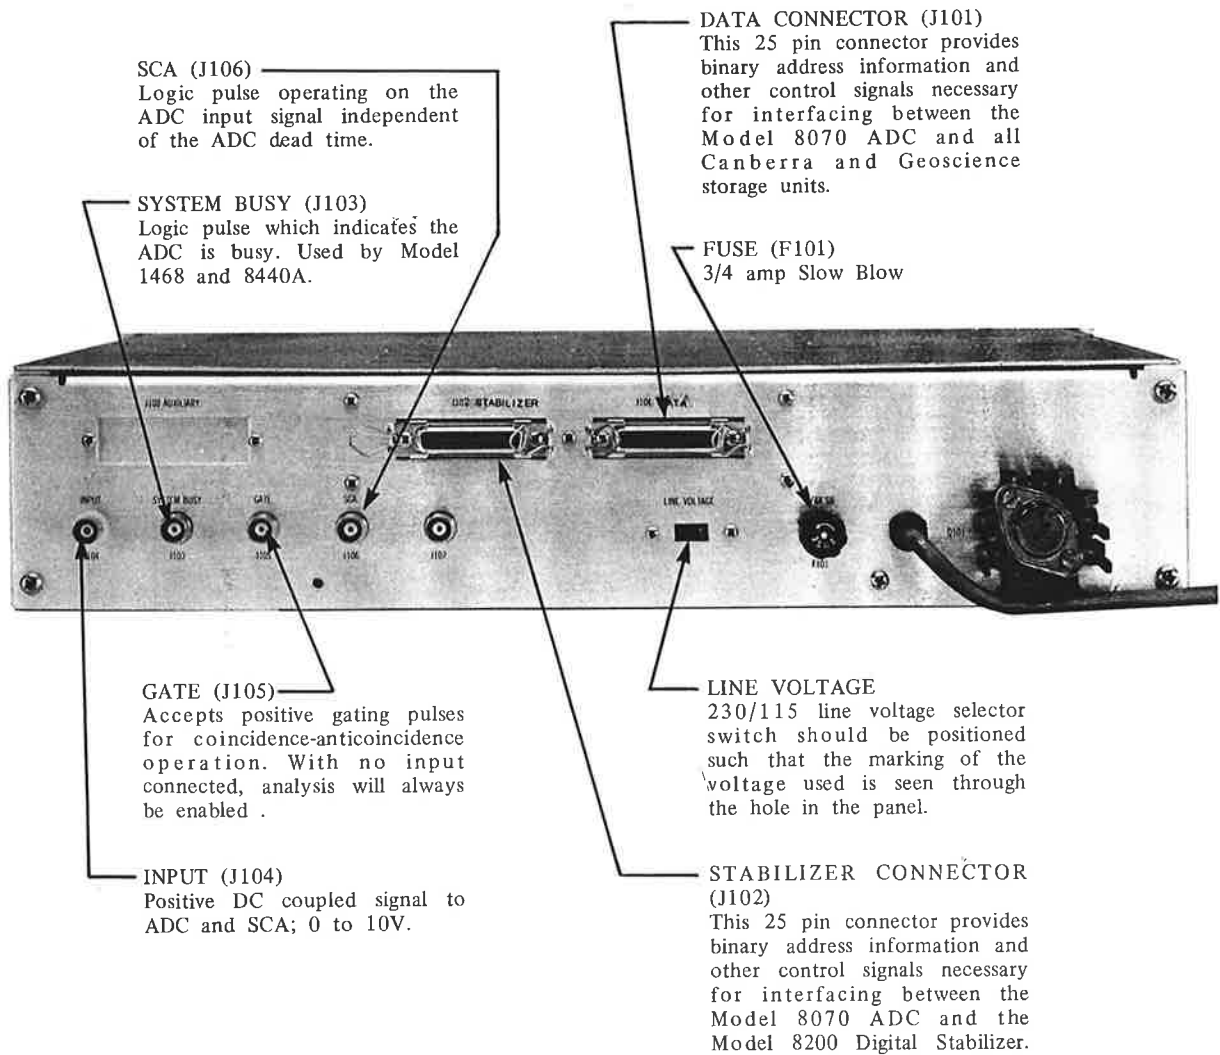 DATA CONNECTOR (J101)
This 25 pin connector provides
binary address information and
other control signals necessary
for interfacing between the
Model 8070 ADC and all
Canberra and Geoscience
storage units.
SCA (J106)
Logic pulse operating on the
ADC input signal independent
of the ADC dead time.
SYSTEM BUSY (J103)
Logic pulse which indicates the
ADC is busy. Used by Model
1468 and 8440A.
FUSE (F101)
3/4 amp Slow Blow
AUXILIARY
J102 STABILIZER
J101
INPUT
SYSTEM BUSY
GATE
SCA
LINE VOLTAGE
J103
J105
J106
J107
F101
Q101
GATE (J105)
Accepts positive gating pulses
for coincidence-anticoincidence
operation. With no input
connected, analysis will always
be enabled .
LINE VOLTAGE
230/115 line voltage selector
switch should be positioned
such that the marking of the
voltage used is seen through
the hole in the panel.
INPUT (J104)
Positive DC coupled signal to
ADC and SCA; 0 to 10V.
STABILIZER CONNECTOR
(J102)
This 25 pin connector provides
binary address information and
other control signals necessary
for interfacing between the
Model 8070 ADC and the
Model 8200 Digital Stabilizer.